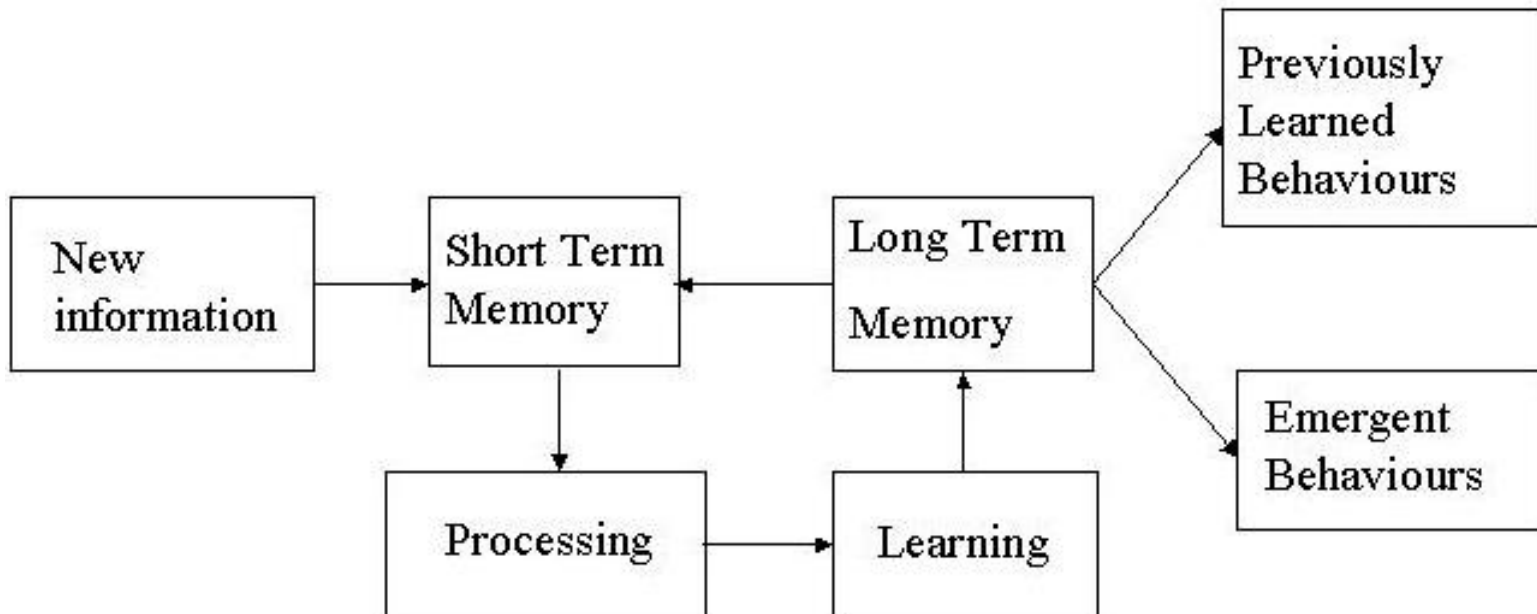 New
information
Short Term
Memory
Long Term
Memory
Previously
Learned
Behaviours
Processing
Learning
Emergent
Behaviours